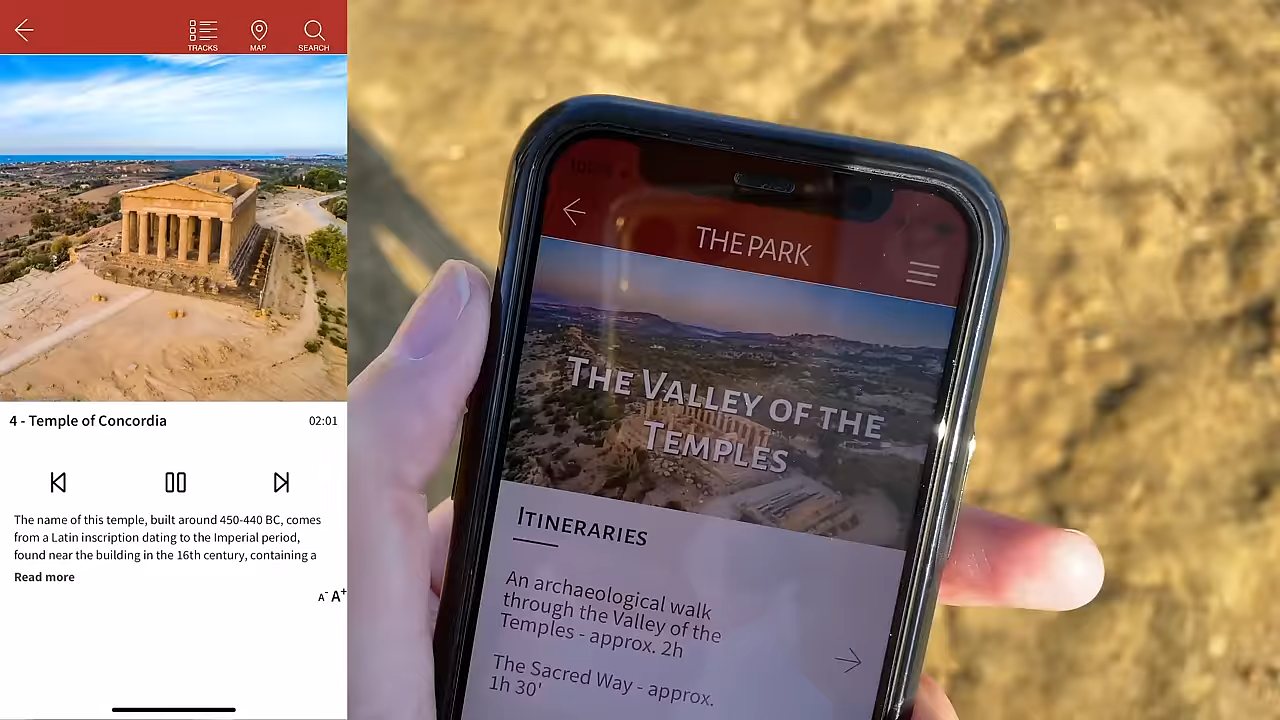 TRACKS
MAP
SEARCH
4 - Temple of Concordia
02:01
The name of this temple, built around 450-440 BC, comes
from a Latin inscription dating to the Imperial period,
found near the building in the 16th century, containing a
Read more
A- A+
THE PARK
The Valley of the
Temples
Itineraries
An archaeological walk
through the Valley of the
Temples - approx. 2h
The Sacred Way - approx.
1h 30'